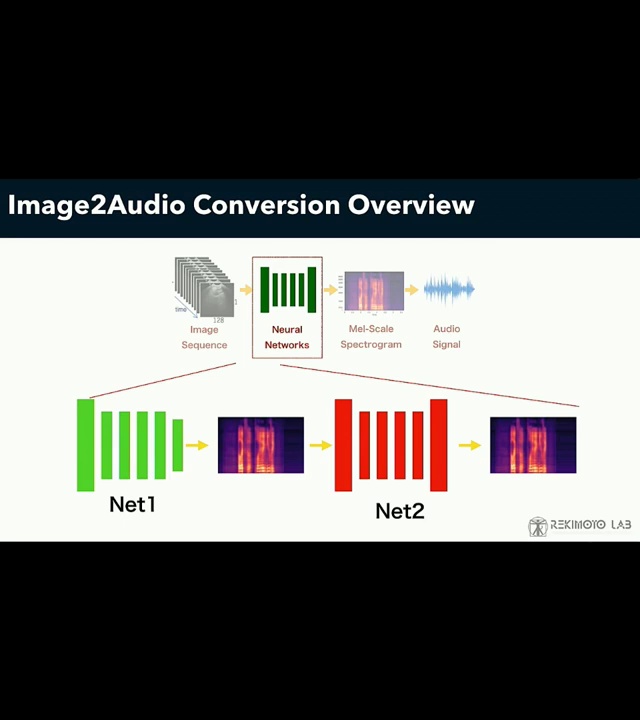 Image2Audio Conversion Overview
time
128
Image
Sequence
Neural
Networks
Mel-Scale
Spectrogram
Audio
Signal
Net1
Net2
REKIMOTO LAB